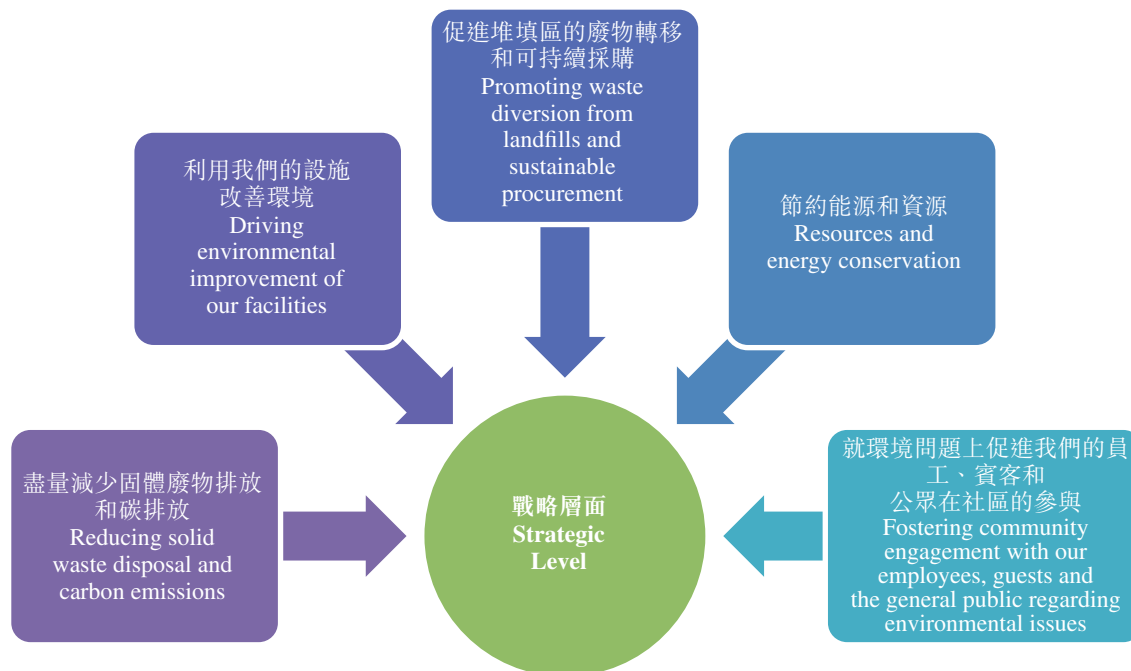 促進堆填區的廢物轉移
和可持續採購
Promoting waste
diversion from
landfills and
sustainable
procurement
利用我們的設施
改善環境
Driving
environmental
improvement of
our facilities
節約能源和資源
Resources and
energy conservation
盡量減少固體廢物排放
和碳排放
Reducing solid
waste disposal and
carbon emissions
戰略層面
Strategic
Level
就環境問題上促進我們的員
工、賓客和
公眾在社區的參與
Fostering community
engagement with our
employees, guests and
the general public regarding
environmental issues